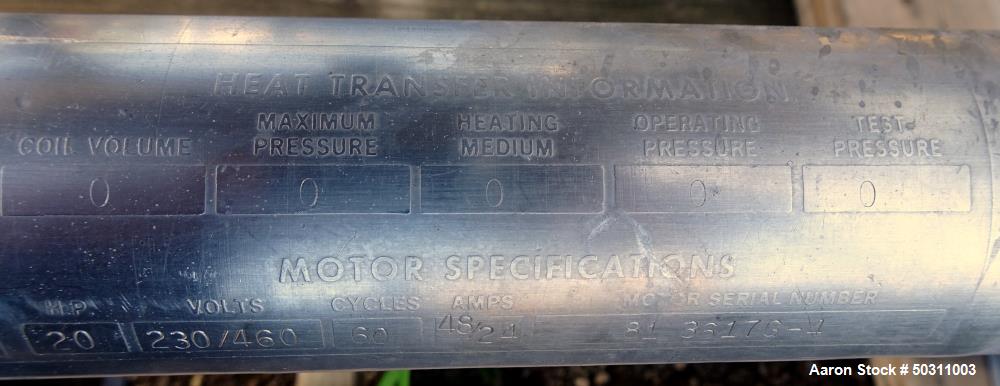 HEAT TRANSFER INFORMATION
COIL VOLUME MAXIMUM PRESSURE HEATING MEDIUM OPERATING PRESSURE TEST PRESSURE
0 0 0 0 0
MOTOR SPECIFICATIONS
H.P. VOLTS CYCLES AMPS MOTOR SERIAL NUMBER
20 230/460 60 48/24 81
Aaron Stock # 50311003